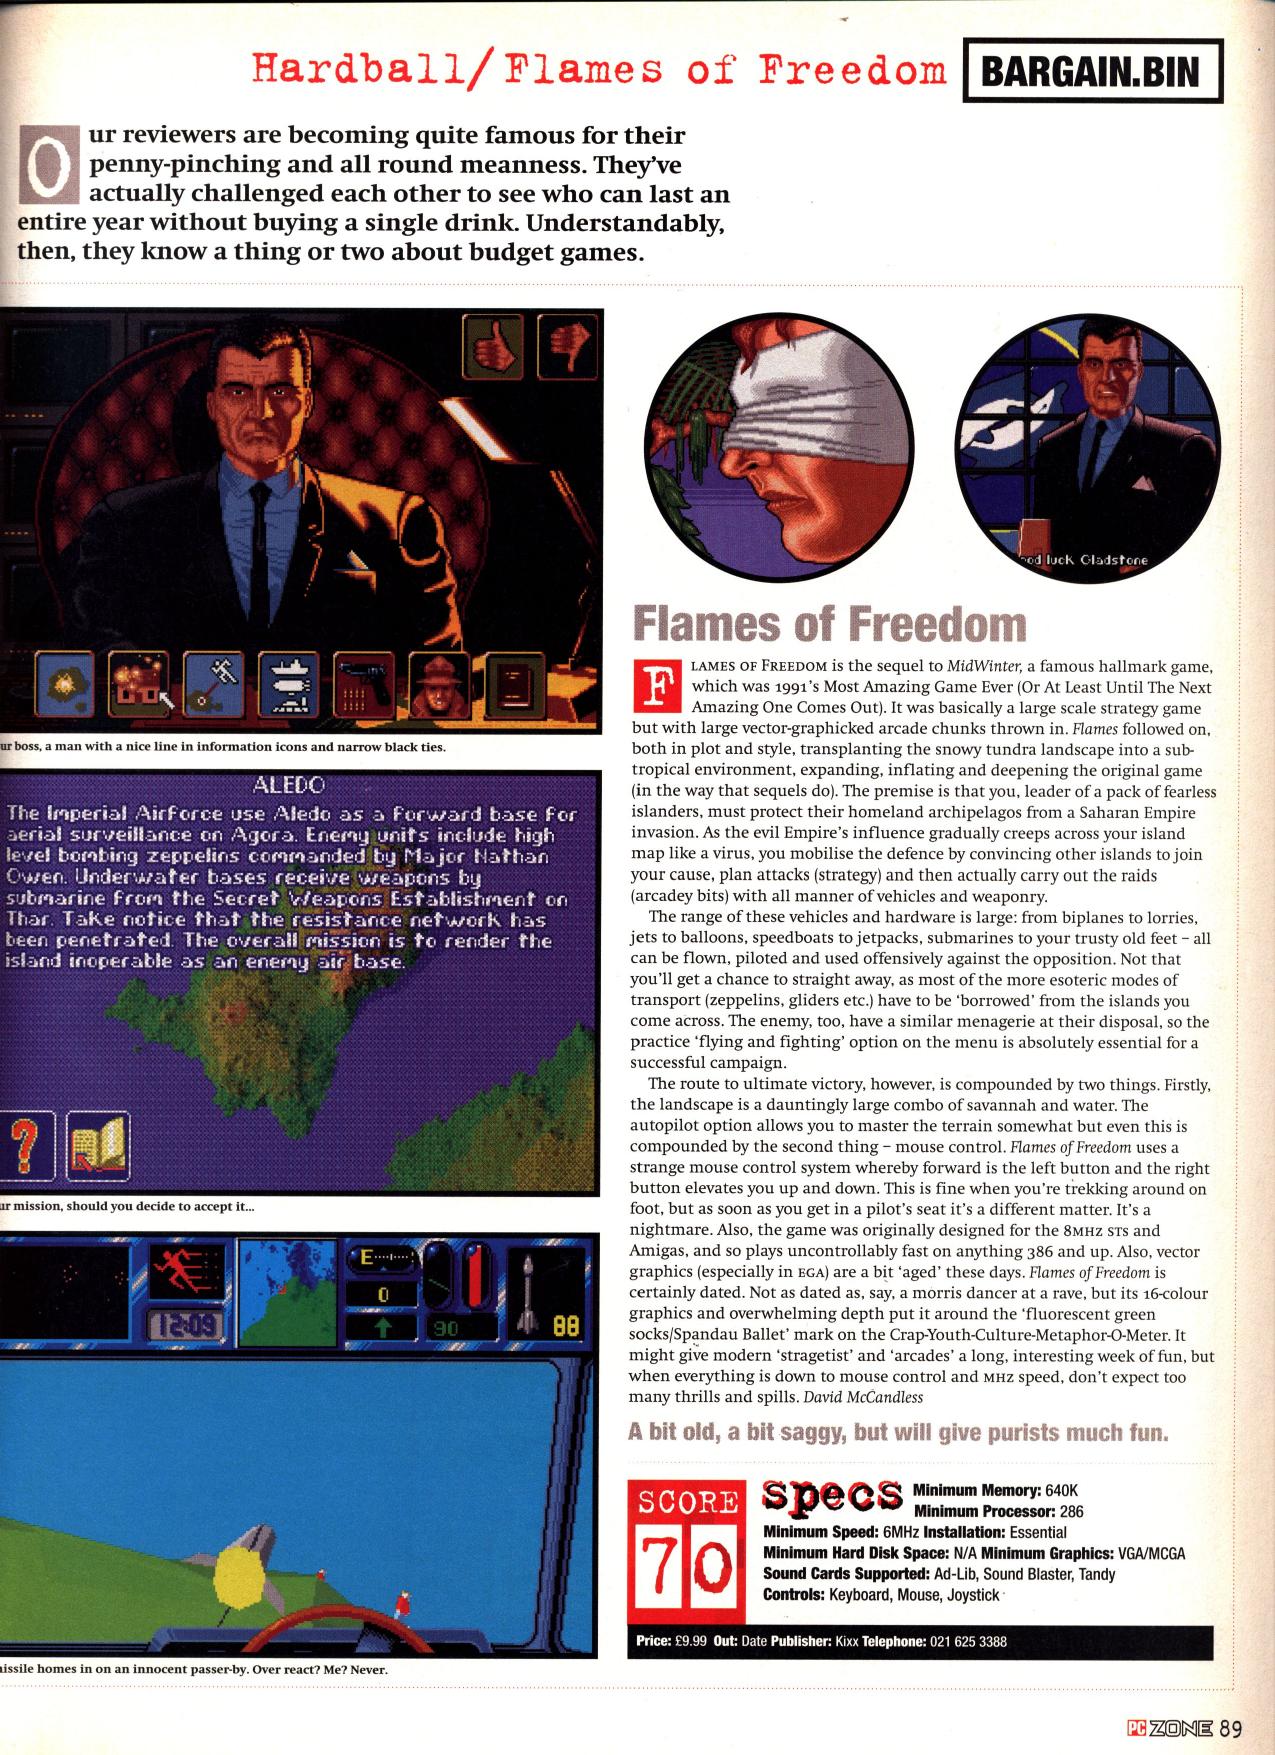 Hardball/Flames of Freedom
BARGAIN.BIN
Our reviewers are becoming quite famous for their
penny-pinching and all round meanness. They've
actually challenged each other to see who can last an
entire year without buying a single drink. Understandably,
then, they know a thing or two about budget games.
ur boss, a man with a nice line in information icons and narrow black ties.
ALEDO
The Imperial Airforce use Aledo as a forward base for
aerial surveillance on Agora. Enemy units include high
level bombing zeppelins commanded by Major Nathan
Owen. Underwater bases receive weapons by
submarine from the Secret Weapons Establishment on
Thar. Take notice that the resistance network has
been penetrated. The overall mission is to render the
island inoperable as an enemy air base.
?
ur mission, should you decide to accept it...
12:09
E
0
90
88
issile homes in on an innocent passer-by. Over react? Me? Never.
ood luck Gladstone
Flames of Freedom
FLAMES OF FREEDOM is the sequel to MidWinter, a famous hallmark game,
which was 1991's Most Amazing Game Ever (Or At Least Until The Next
Amazing One Comes Out). It was basically a large scale strategy game
but with large vector-graphicked arcade chunks thrown in. Flames followed on,
both in plot and style, transplanting the snowy tundra landscape into a sub-
tropical environment, expanding, inflating and deepening the original game
(in the way that sequels do). The premise is that you, leader of a pack of fearless
islanders, must protect their homeland archipelagos from a Saharan Empire
invasion. As the evil Empire's influence gradually creeps across your island
map like a virus, you mobilise the defence by convincing other islands to join
your cause, plan attacks (strategy) and then actually carry out the raids
(arcadey bits) with all manner of vehicles and weaponry.
The range of these vehicles and hardware is large: from biplanes to lorries,
jets to balloons, speedboats to jetpacks, submarines to your trusty old feet – all
can be flown, piloted and used offensively against the opposition. Not that
you'll get a chance to straight away, as most of the more esoteric modes of
transport (zeppelins, gliders etc.) have to be 'borrowed' from the islands you
come across. The enemy, too, have a similar menagerie at their disposal, so the
practice 'flying and fighting' option on the menu is absolutely essential for a
successful campaign.
The route to ultimate victory, however, is compounded by two things. Firstly,
the landscape is a dauntingly large combo of savannah and water. The
autopilot option allows you to master the terrain somewhat but even this is
compounded by the second thing – mouse control. Flames of Freedom uses a
strange mouse control system whereby forward is the left button and the right
button elevates you up and down. This is fine when you're trekking around on
foot, but as soon as you get in a pilot's seat it's a different matter. It's a
nightmare. Also, the game was originally designed for the 8MHZ STS and
Amigas, and so plays uncontrollably fast on anything 386 and up. Also, vector
graphics (especially in EGA) are a bit 'aged' these days. Flames of Freedom is
certainly dated. Not as dated as, say, a morris dancer at a rave, but its 16-colour
graphics and overwhelming depth put it around the 'fluorescent green
socks/Spandau Ballet' mark on the Crap-Youth-Culture-Metaphor-O-Meter. It
might give modern 'stragetist' and 'arcades' a long, interesting week of fun, but
when everything is down to mouse control and MHZ speed, don't expect too
many thrills and spills. David McCandless
A bit old, a bit saggy, but will give purists much fun.
SCORE
70
specs
Minimum Memory: 640K
Minimum Processor: 286
Minimum Speed: 6MHz Installation: Essential
Minimum Hard Disk Space: N/A Minimum Graphics: VGA/MCGA
Sound Cards Supported: Ad-Lib, Sound Blaster, Tandy
Controls: Keyboard, Mouse, Joystick
Price: £9.99 Out: Date Publisher: Kixx Telephone: 021 625 3388
PC ZONE 89